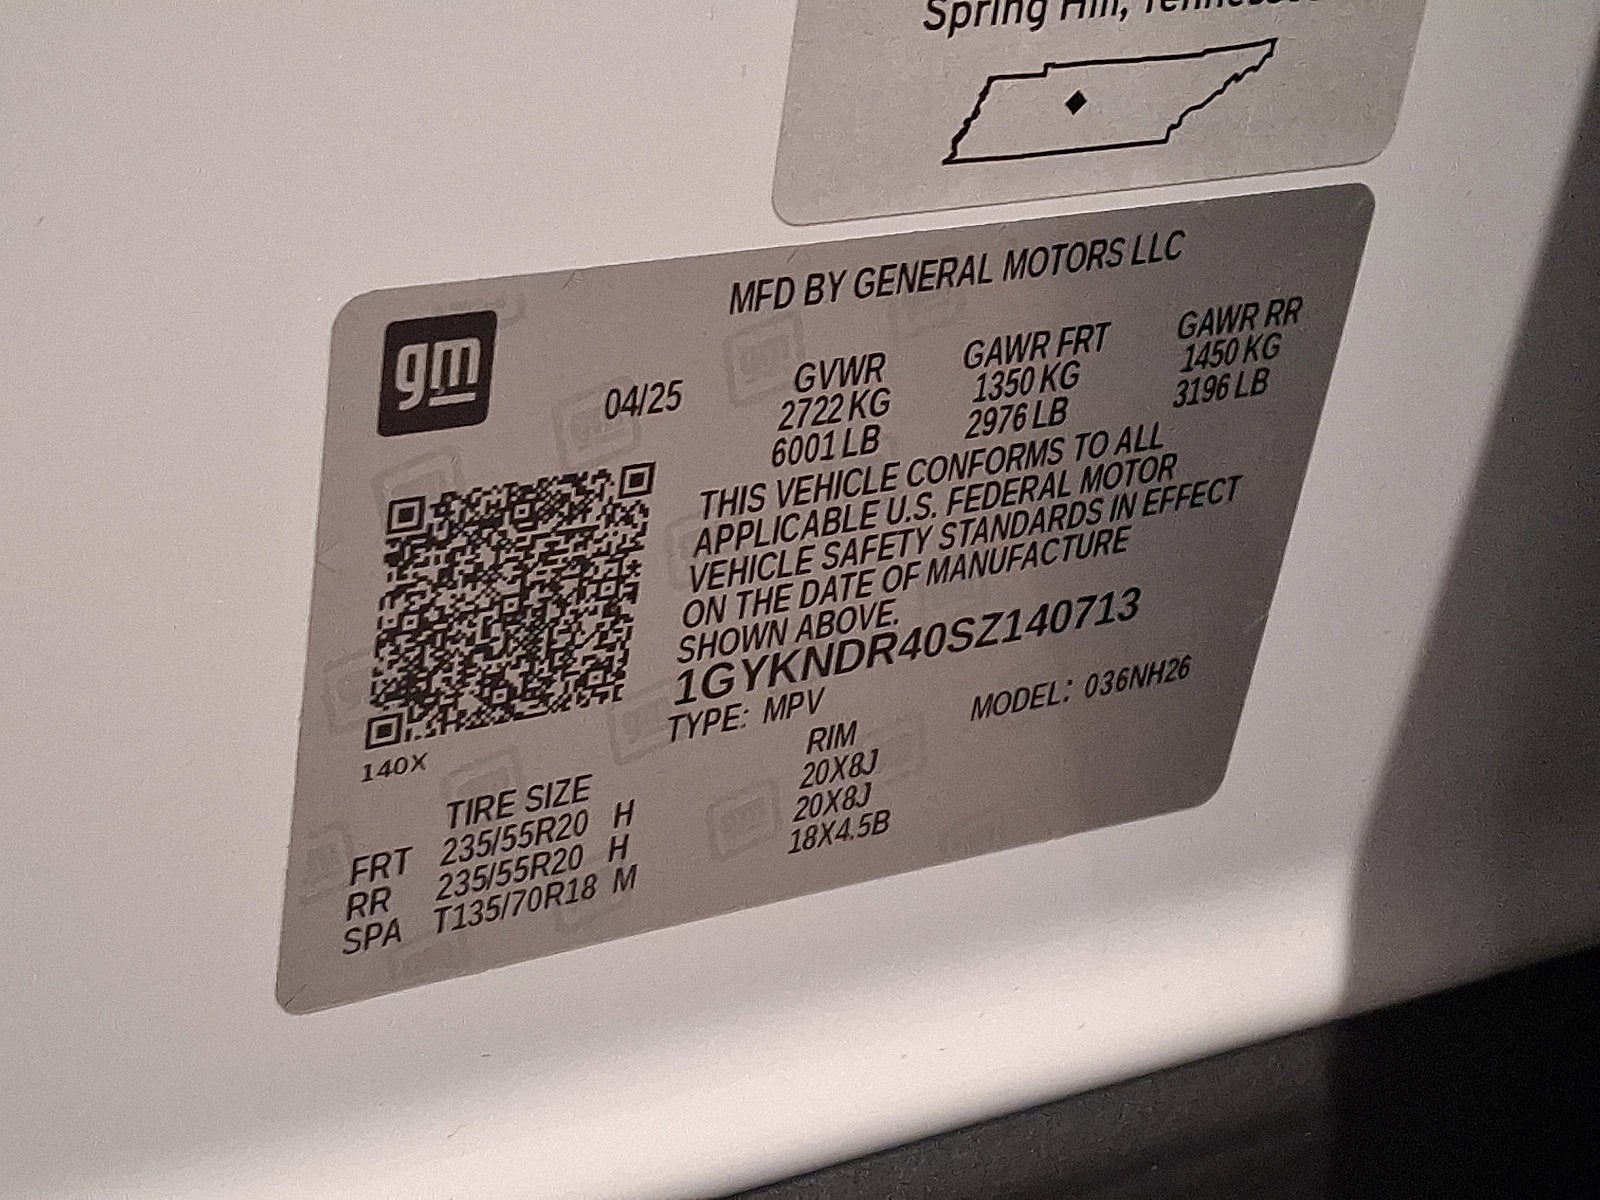 Spring Hill, Tennessee
MFD BY GENERAL MOTORS LLC
gm
04/25
GVWR
2722 KG
6001 LB
GAWR FRT
1350 KG
2976 LB
GAWR RR
1450 KG
3196 LB
THIS VEHICLE CONFORMS TO ALL
APPLICABLE U.S. FEDERAL MOTOR
VEHICLE SAFETY STANDARDS IN EFFECT
ON THE DATE OF MANUFACTURE
SHOWN ABOVE.
1GYKNDR40SZ140713
TYPE: MPV MODEL: 036NH26
140X
TIRE SIZE RIM
FRT 235/55R20 H 20X8J
RR 235/55R20 H 20X8J
SPA T135/70R18 M 18X4.5B